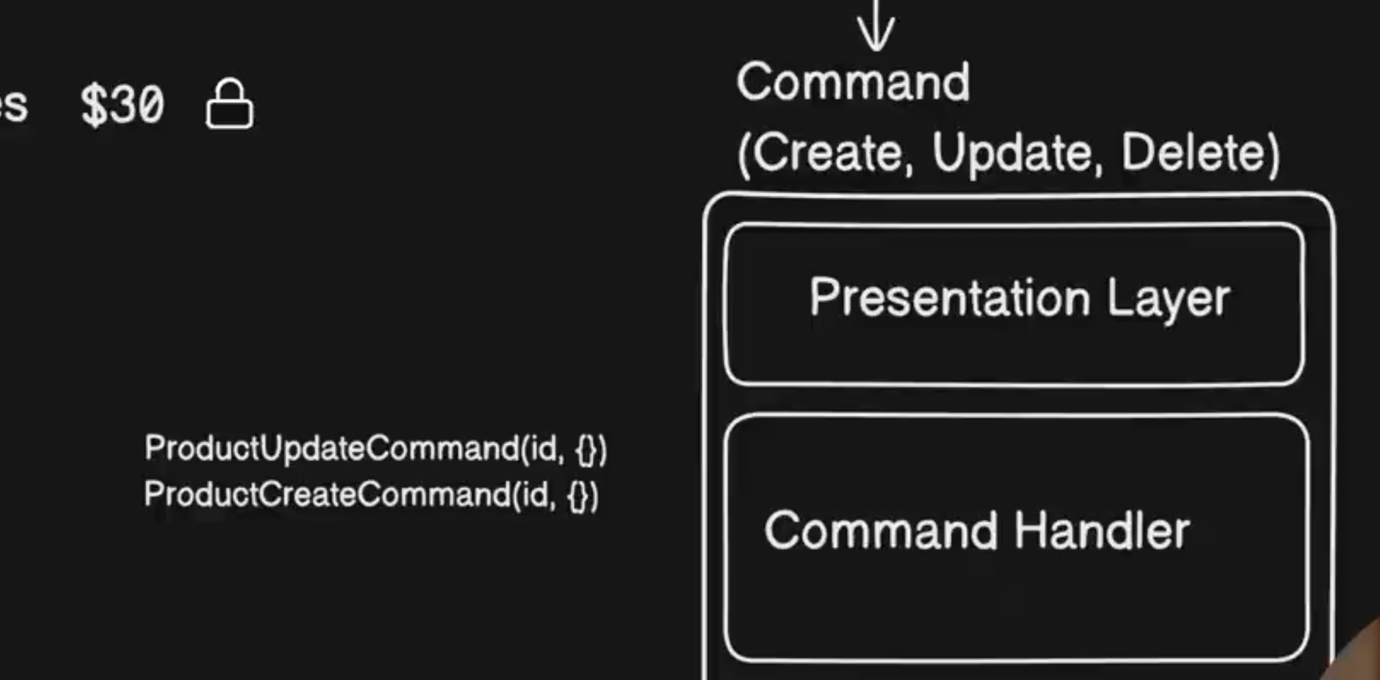 $30
Command
(Create, Update, Delete)
Presentation Layer
ProductUpdateCommand(id, {})
ProductCreateCommand(id, {})
Command Handler